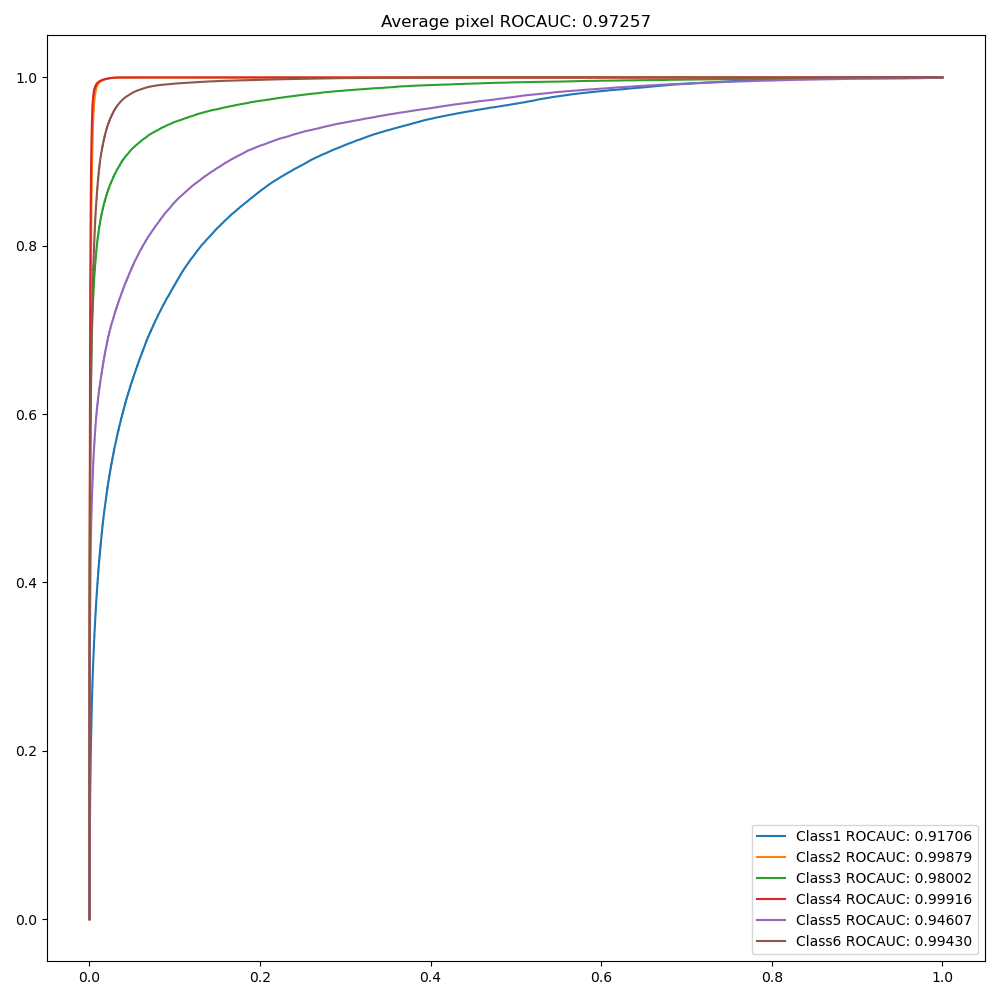 Average pixel ROCAUC: 0.97257
1.0
0.8
0.6
0.4
0.2
0.0
Class1 ROCAUC: 0.91706
Class2 ROCAUC: 0.99879
Class3 ROCAUC: 0.98002
Class4 ROCAUC: 0.99916
Class5 ROCAUC: 0.94607
Class6 ROCAUC: 0.99430
0.0 0.2 0.4 0.6 0.8 1.0